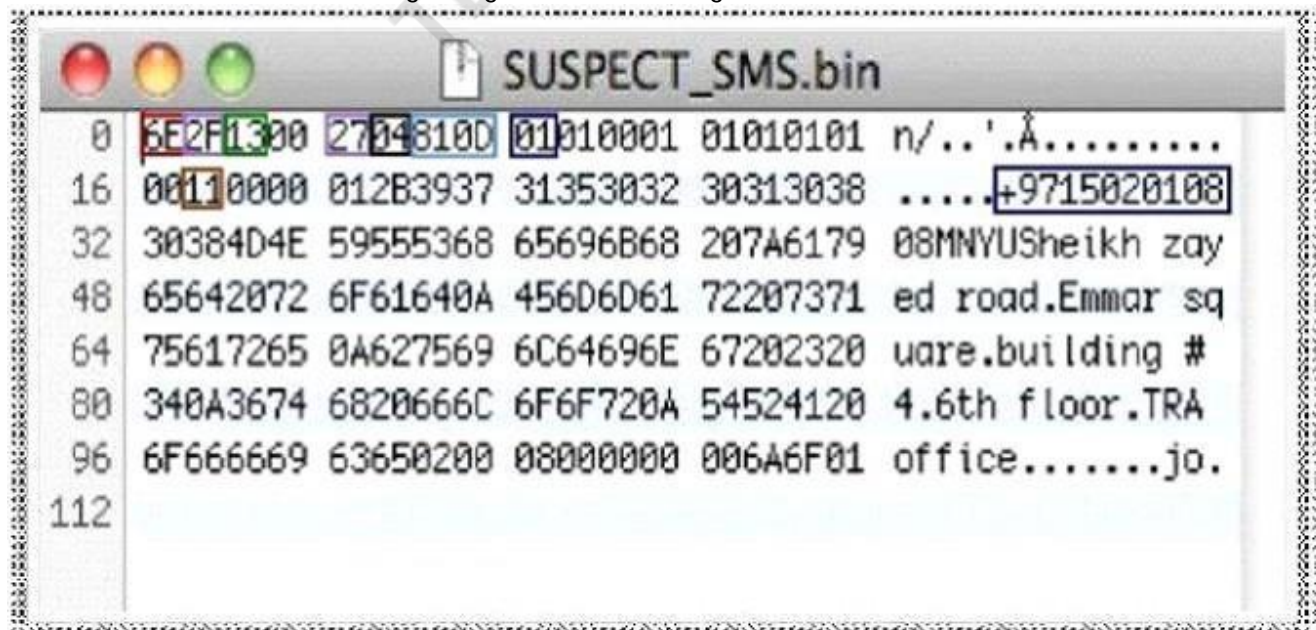 SUSPECT_SMS.bin
0 6E2F1300 2704810D 01010001 01010101 n/..'.Å.........
16 00110000 012B3937 31353032 30313038 .....+9715020108
32 30384D4E 59555368 65696B68 207A6179 08MNYUSheikh zay
48 65642072 6F61640A 456D6D61 72207371 ed road.Emmar sq
64 75617265 0A627569 6C64696E 67202320 uare.building #
80 340A3674 6820666C 6F6F720A 54524120 4.6th floor.TRA
96 6F666669 63650200 08000000 006A6F01 office.......jo.
112